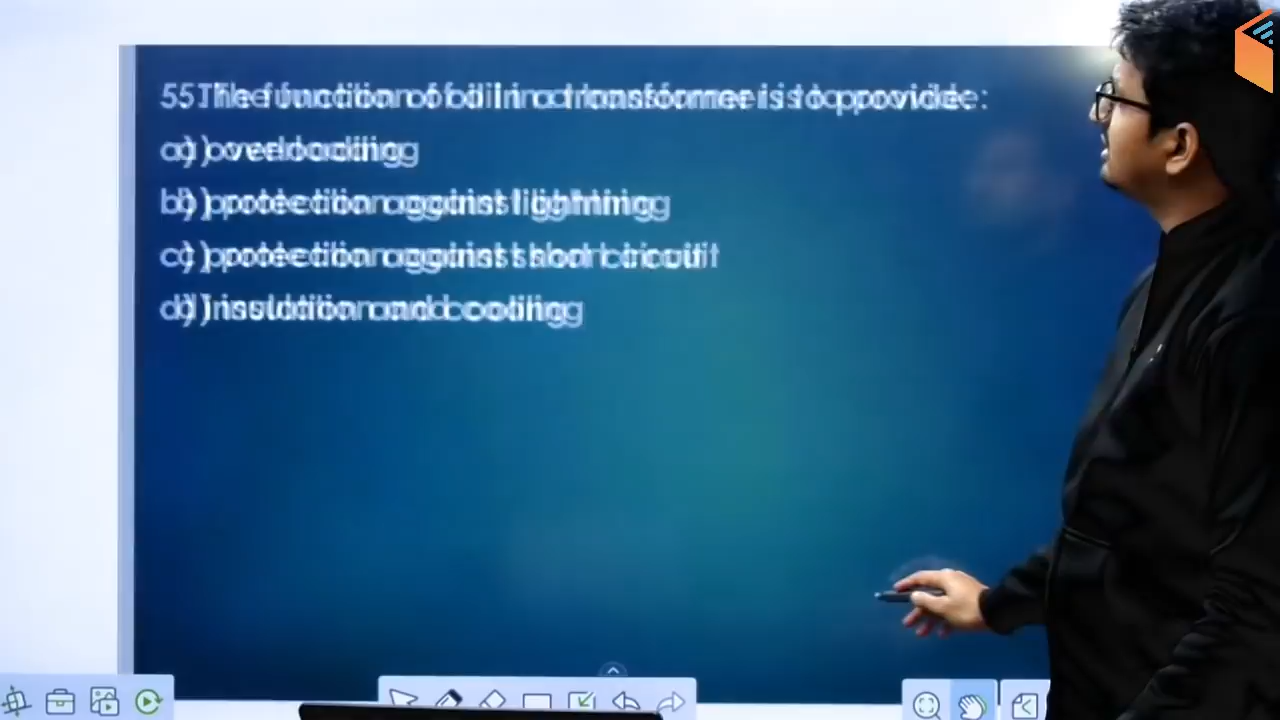 55. The function of oil in a transformer is to provide:
a) overloading
b) protection against lightning
c) protection against short circuit
d) insulation and cooling